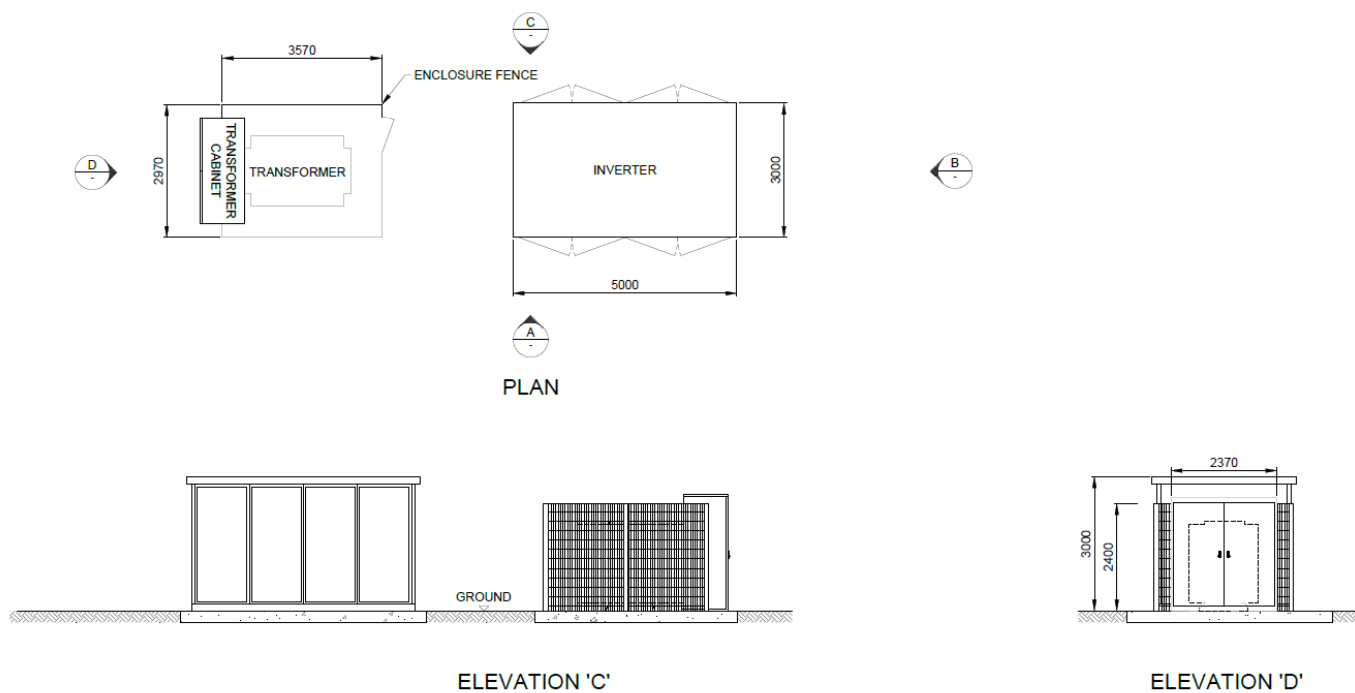 C
-
3570
ENCLOSURE FENCE
D
-
2970
TRANSFORMER
CABINET
TRANSFORMER
INVERTER
3000
B
-
5000
A
-
PLAN
GROUND
ELEVATION 'C'
2370
3000
2400
ELEVATION 'D'